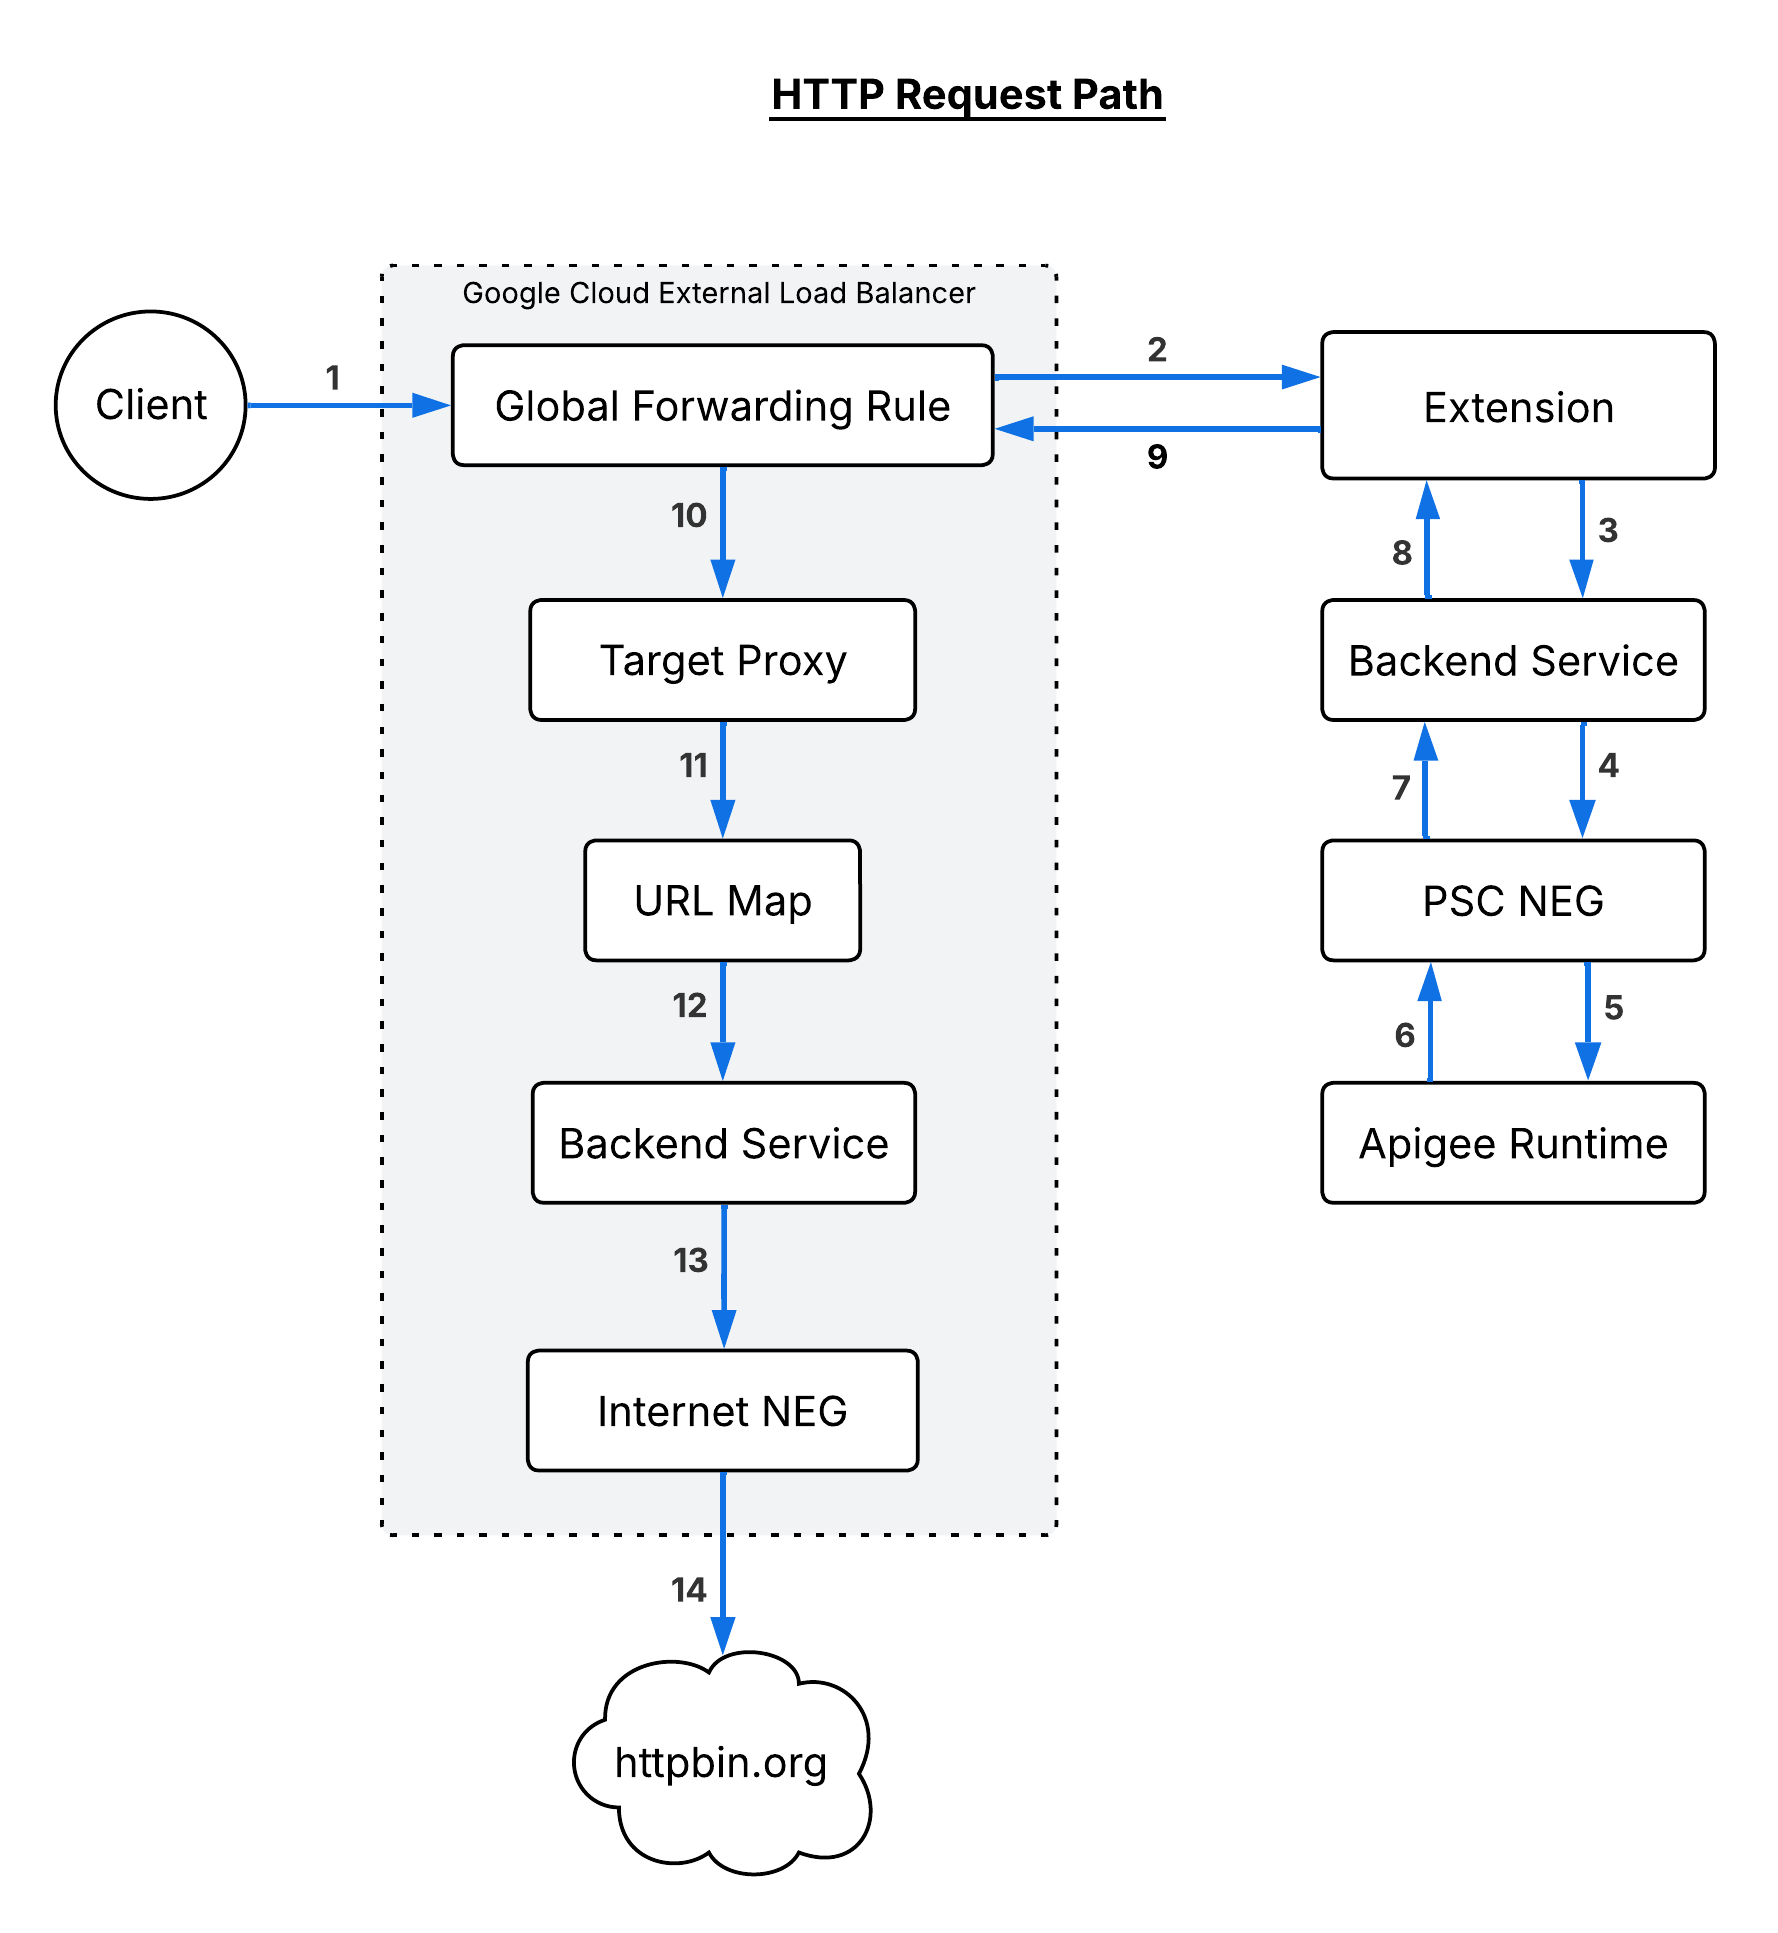 HTTP Request Path
Google Cloud External Load Balancer
Client
1
Global Forwarding Rule
2
9
Extension
10
8
3
Target Proxy
Backend Service
11
7
4
URL Map
PSC NEG
12
6
5
Backend Service
Apigee Runtime
13
Internet NEG
14
httpbin.org